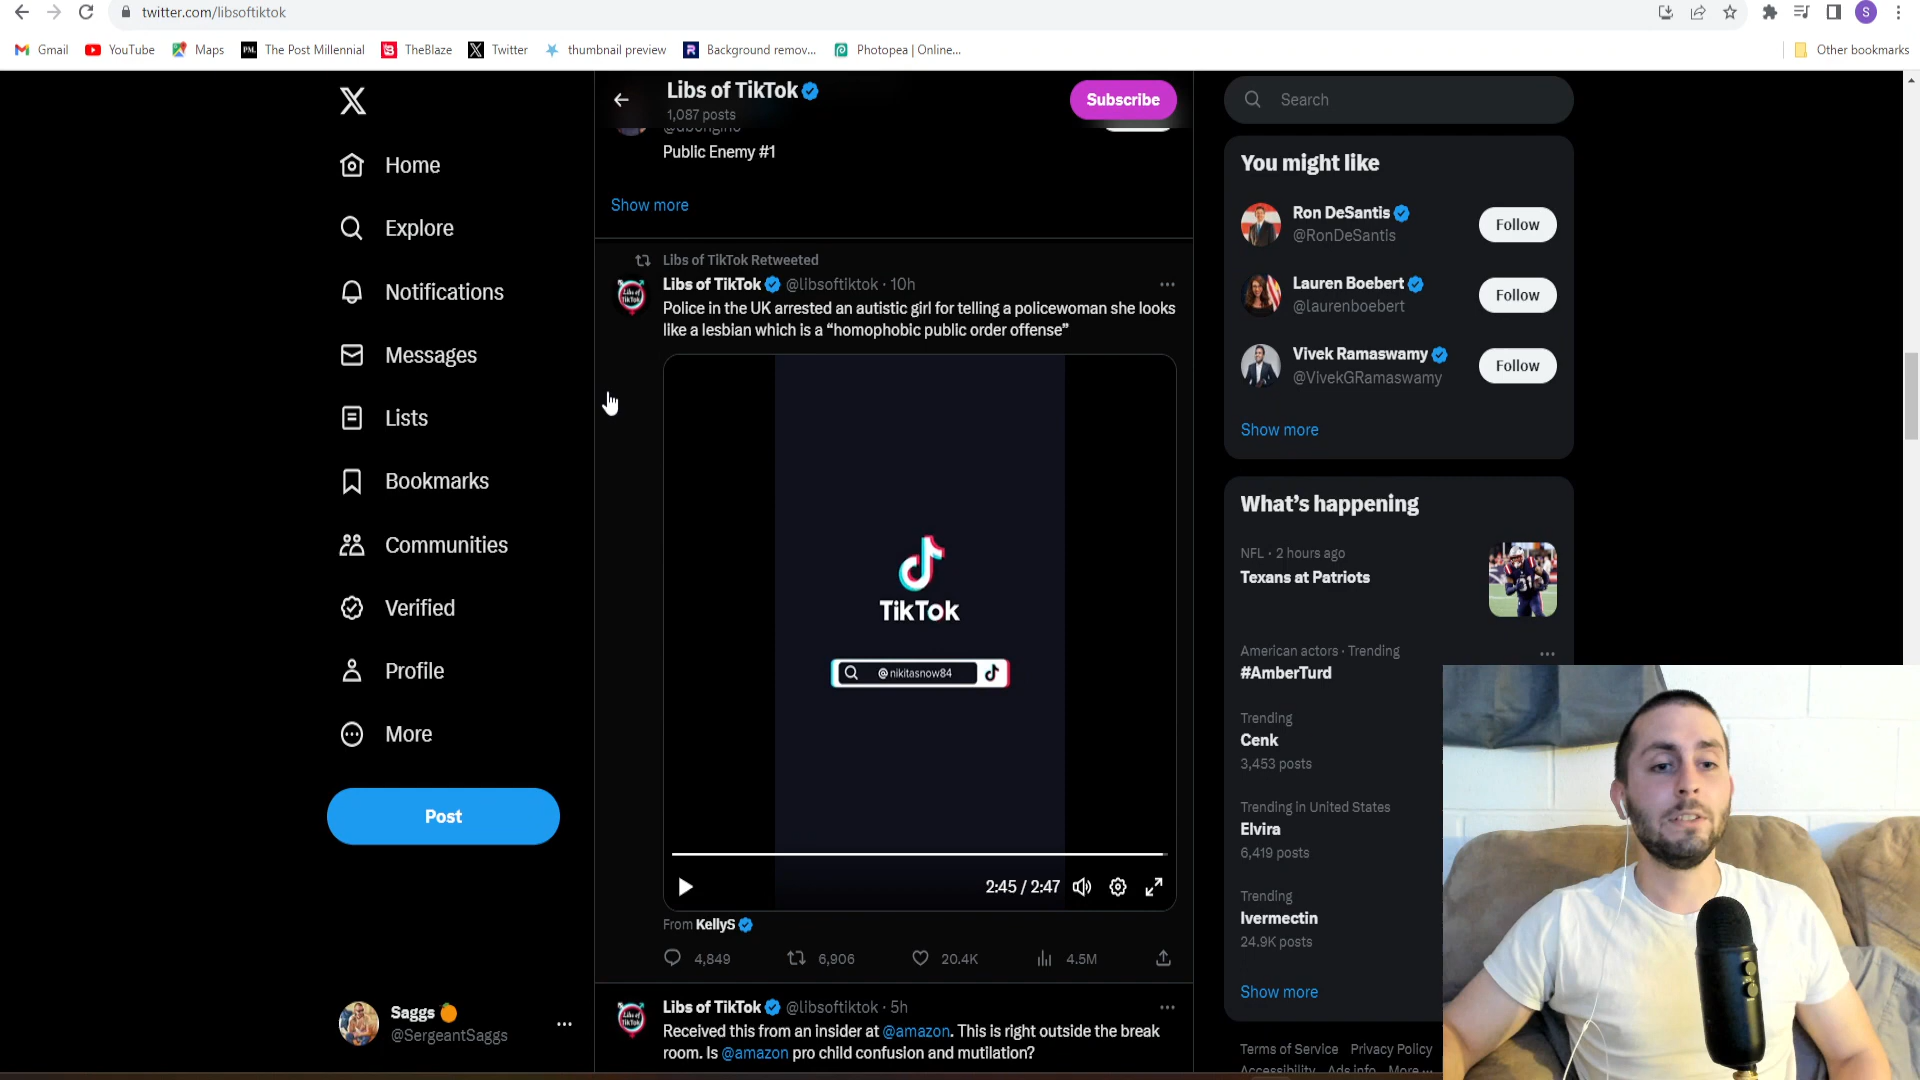 twitter.com/libsoftiktok
S
Gmail
YouTube
Maps
PM.
The Post Millennial
TheBlaze
Twitter
thumbnail preview
R
Background remov...
Photopea | Online...
Other bookmarks
X
Home
Explore
Notifications
Messages
Lists
Bookmarks
Communities
Verified
Profile
More
Post
Saggs
@SergeantSaggs
Libs of TikTok
1,087 posts
Subscribe
Public Enemy #1
Show more
Libs of TikTok Retweeted
Libs of TikTok @libsoftiktok · 10h
Police in the UK arrested an autistic girl for telling a policewoman she looks
like a lesbian which is a “homophobic public order offense”
TikTok
@nikitasnow84
2:45 / 2:47
From KellyS
4,849
6,906
20.4K
4.5M
Libs of TikTok @libsoftiktok · 5h
Received this from an insider at @amazon. This is right outside the break
room. Is @amazon pro child confusion and mutilation?
Search
You might like
Ron DeSantis
@RonDeSantis
Follow
Lauren Boebert
@laurenboebert
Follow
Vivek Ramaswamy
@VivekGRamaswamy
Follow
Show more
What’s happening
NFL · 2 hours ago
Texans at Patriots
American actors · Trending
#AmberTurd
Trending
Cenk
3,453 posts
Trending in United States
Elvira
6,419 posts
Trending
Ivermectin
24.9K posts
Show more
Terms of Service Privacy Policy
Accessibility Ads info More ...